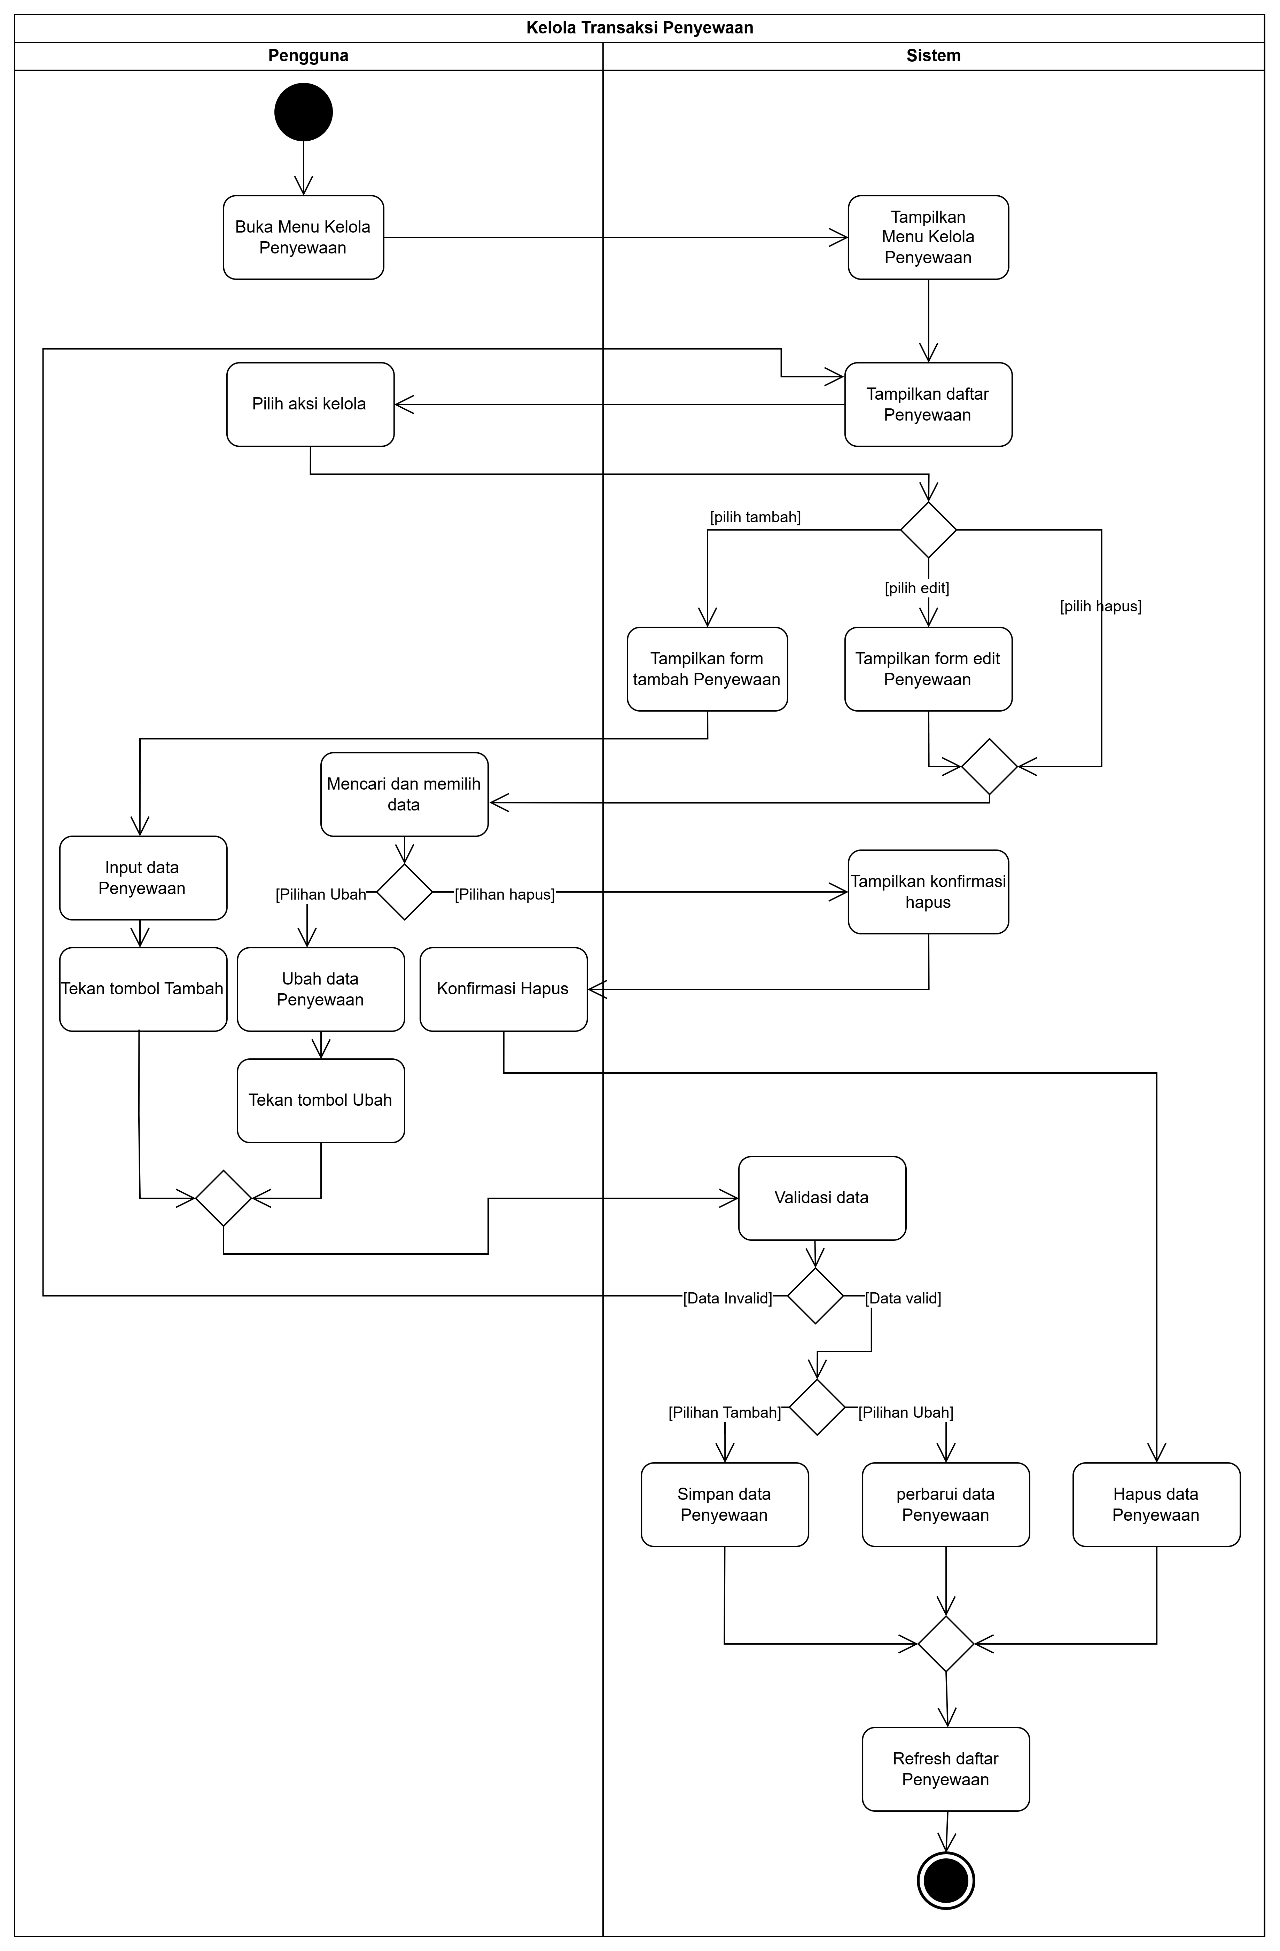 Kelola Transaksi Penyewaan
Pengguna
Sistem
Buka Menu Kelola
Penyewaan
Tampilkan
Menu Kelola
Penyewaan
Pilih aksi kelola
Tampilkan daftar
Penyewaan
[pilih tambah]
[pilih edit]
[pilih hapus]
Tampilkan form
tambah Penyewaan
Tampilkan form edit
Penyewaan
Mencari dan memilih
data
Input data
Penyewaan
[Pilihan Ubah
[Pilihan hapus]
Tampilkan konfirmasi
hapus
Tekan tombol Tambah
Ubah data
Penyewaan
Konfirmasi Hapus
Tekan tombol Ubah
Validasi data
[Data Invalid]
[Data valid]
[Pilihan Tambah]
[Pilihan Ubah]
Simpan data
Penyewaan
perbarui data
Penyewaan
Hapus data
Penyewaan
Refresh daftar
Penyewaan